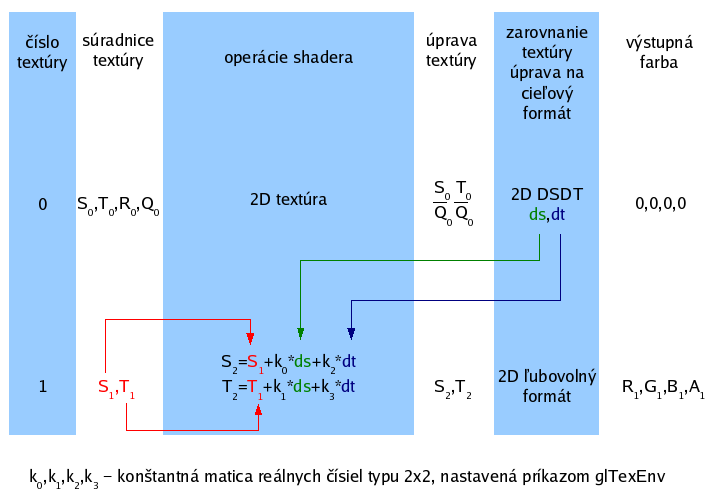 číslo textúry
súradnice textúry
operácie shadera
úprava textúry
zarovnanie textúry úprava na cieľový formát
výstupná farba
0
S0,T0,R0,Q0
2D textúra
S0 T0
Q0 Q0
2D DSDT
ds,dt
0,0,0,0
S2=S1+k0*ds+k2*dt
T2=T1+k1*ds+k3*dt
1
S1,T1
S2,T2
2D ľubovolný formát
R1,G1,B1,A1
k0,k1,k2,k3 – konštantná matica reálnych čísiel typu 2x2, nastavená príkazom glTexEnv